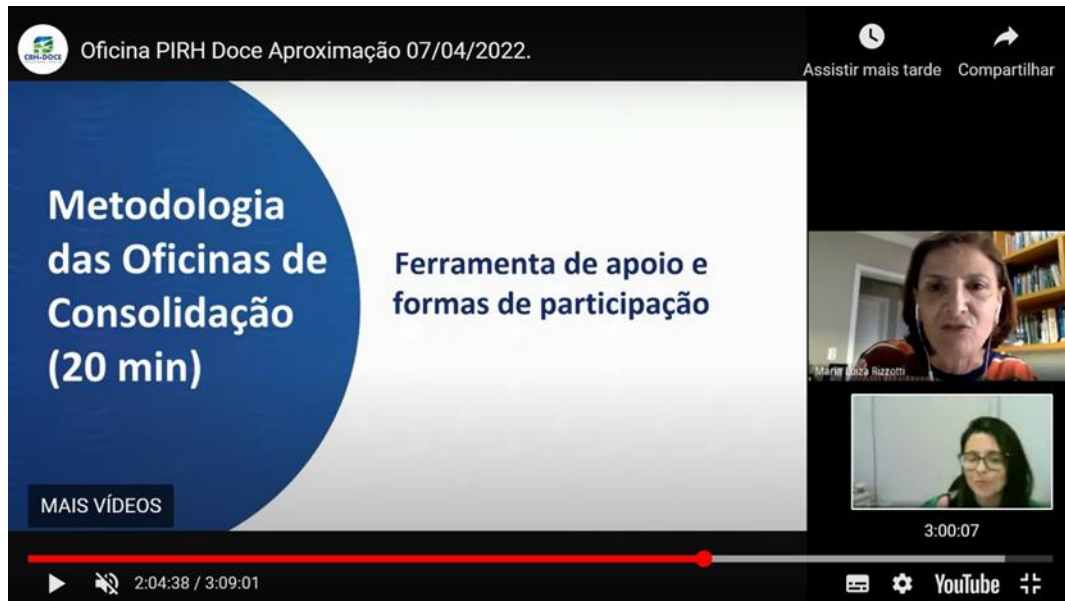 CBH-DOCE
Oficina PIRH Doce Aproximação 07/04/2022.
Assistir mais tarde
Compartilhar
Metodologia
das Oficinas de
Consolidação
(20 min)
Ferramenta de apoio e
formas de participação
Maria Luiza Rizzotti
MAIS VÍDEOS
3:00:07
2:04:38 / 3:09:01
YouTube